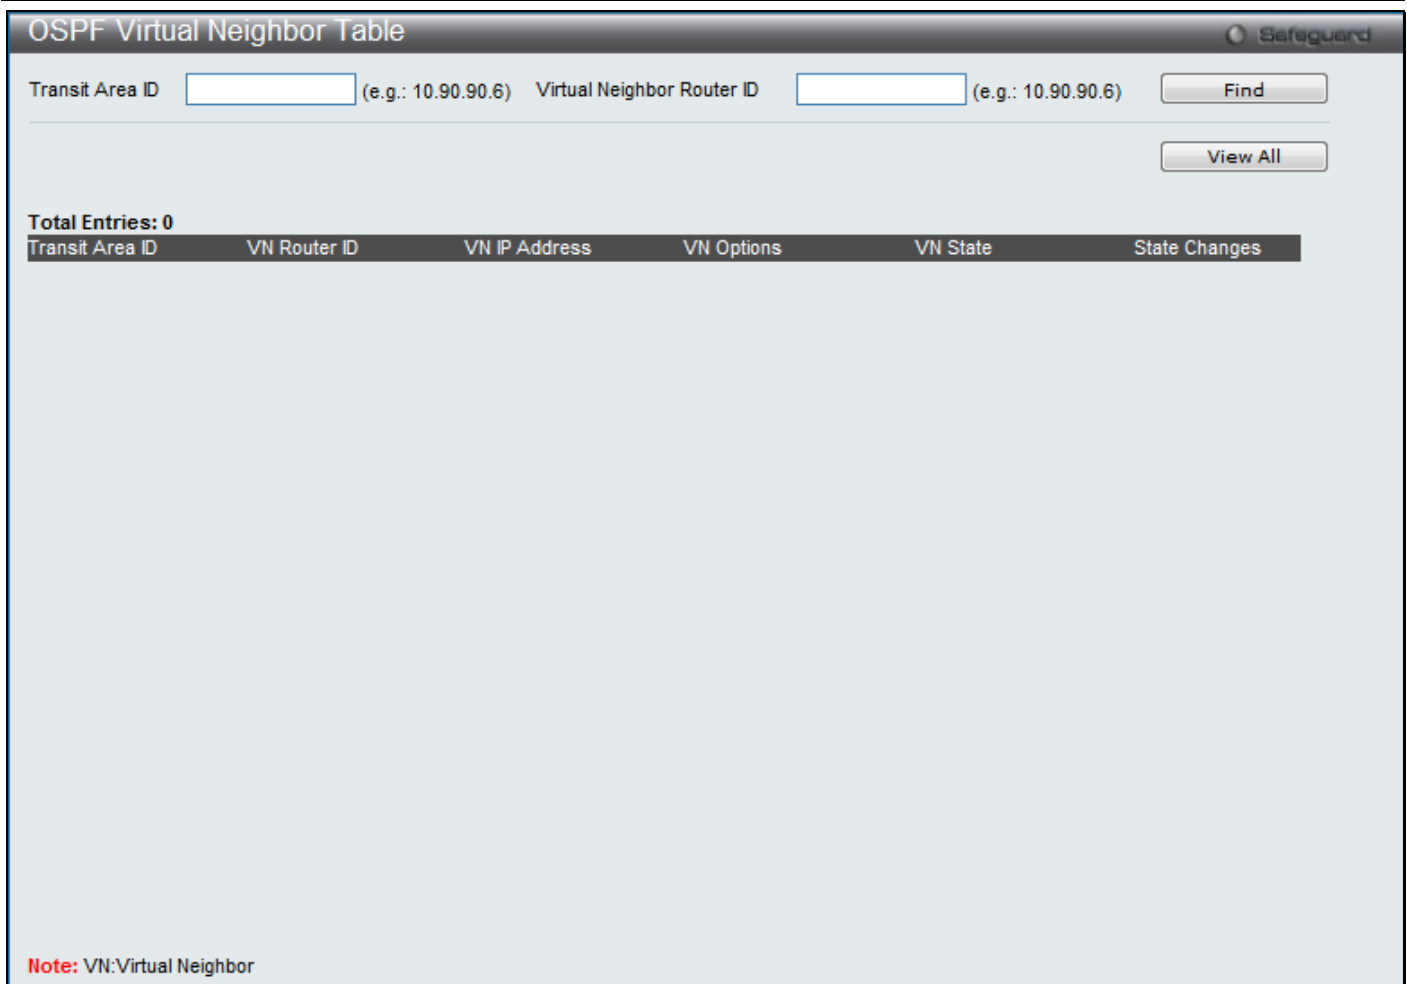 OSPF Virtual Neighbor Table
Safeguard
Transit Area ID (e.g.: 10.90.90.6) Virtual Neighbor Router ID (e.g.: 10.90.90.6) Find
View All
Total Entries: 0
Transit Area ID VN Router ID VN IP Address VN Options VN State State Changes
Note: VN:Virtual Neighbor